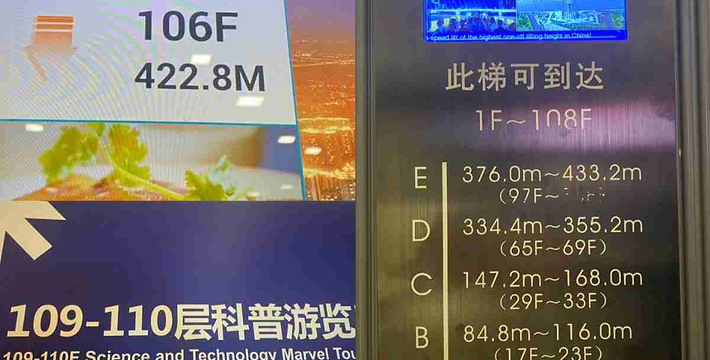 106F
422.8M
109-110层科普游览
109-110F Science and Technology Marvel Tou
speed lift of the highest one-off lifting height in China!
此梯可到达
1F～108F
E 376.0m～433.2m
(97F～
D 334.4m～355.2m
(65F～69F)
C 147.2m～168.0m
(29F～33F)
B 84.8m～116.0m
(17F～23F)